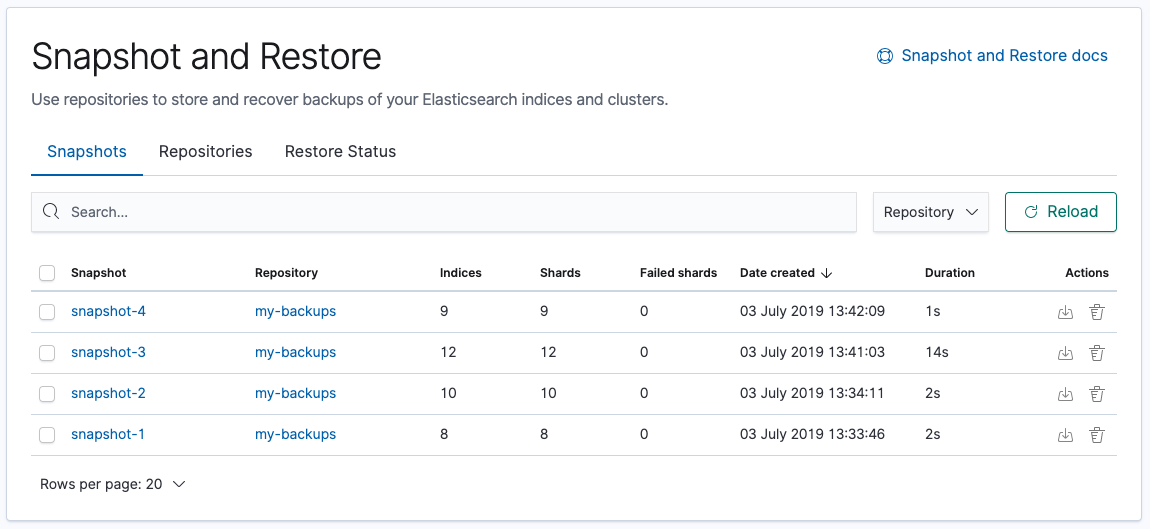 Snapshot and Restore
Snapshot and Restore docs
Use repositories to store and recover backups of your Elasticsearch indices and clusters.
Snapshots Repositories Restore Status
Search... Repository Reload
Snapshot Repository Indices Shards Failed shards Date created Duration Actions
snapshot-4 my-backups 9 9 0 03 July 2019 13:42:09 1s
snapshot-3 my-backups 12 12 0 03 July 2019 13:41:03 14s
snapshot-2 my-backups 10 10 0 03 July 2019 13:34:11 2s
snapshot-1 my-backups 8 8 0 03 July 2019 13:33:46 2s
Rows per page: 20